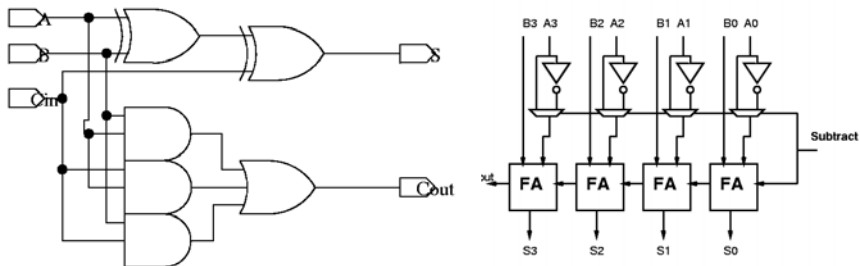 A
B
S
Cin
Cout
B3 A3 B2 A2 B1 A1 B0 A0
Subtract
out
FA FA FA FA
S3 S2 S1 S0